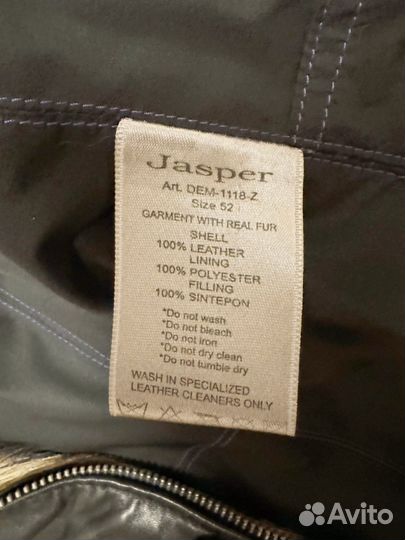 Jasper
Art. DEM-1118-Z
Size 52
GARMENT WITH REAL FUR
SHELL
100% LEATHER
LINING
100% POLYESTER
FILLING
100% SINTEPON
*Do not wash
*Do not bleach
*Do not iron
*Do not dry clean
*Do not tumble dry
WASH IN SPECIALIZED
LEATHER CLEANERS ONLY
Avito